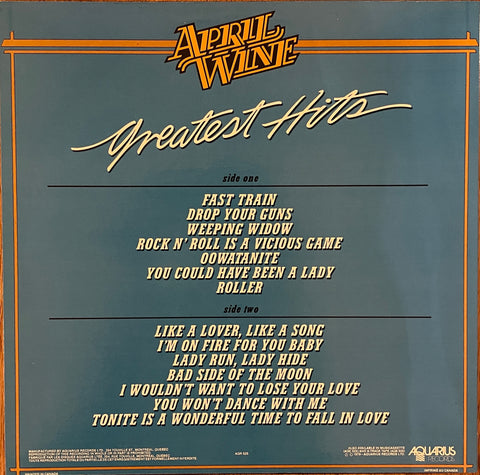 APRIL
WINE
Greatest Hits
side one
FAST TRAIN
DROP YOUR GUNS
WEEPING WIDOW
ROCK N' ROLL IS A VICIOUS GAME
OOWATANITE
YOU COULD HAVE BEEN A LADY
ROLLER
side two
LIKE A LOVER, LIKE A SONG
I'M ON FIRE FOR YOU BABY
LADY RUN, LADY HIDE
BAD SIDE OF THE MOON
I WOULDN'T WANT TO LOSE YOUR LOVE
YOU WON'T DANCE WITH ME
TONITE IS A WONDERFUL TIME TO FALL IN LOVE
AQR 525
AQUARIUS
RECORDS